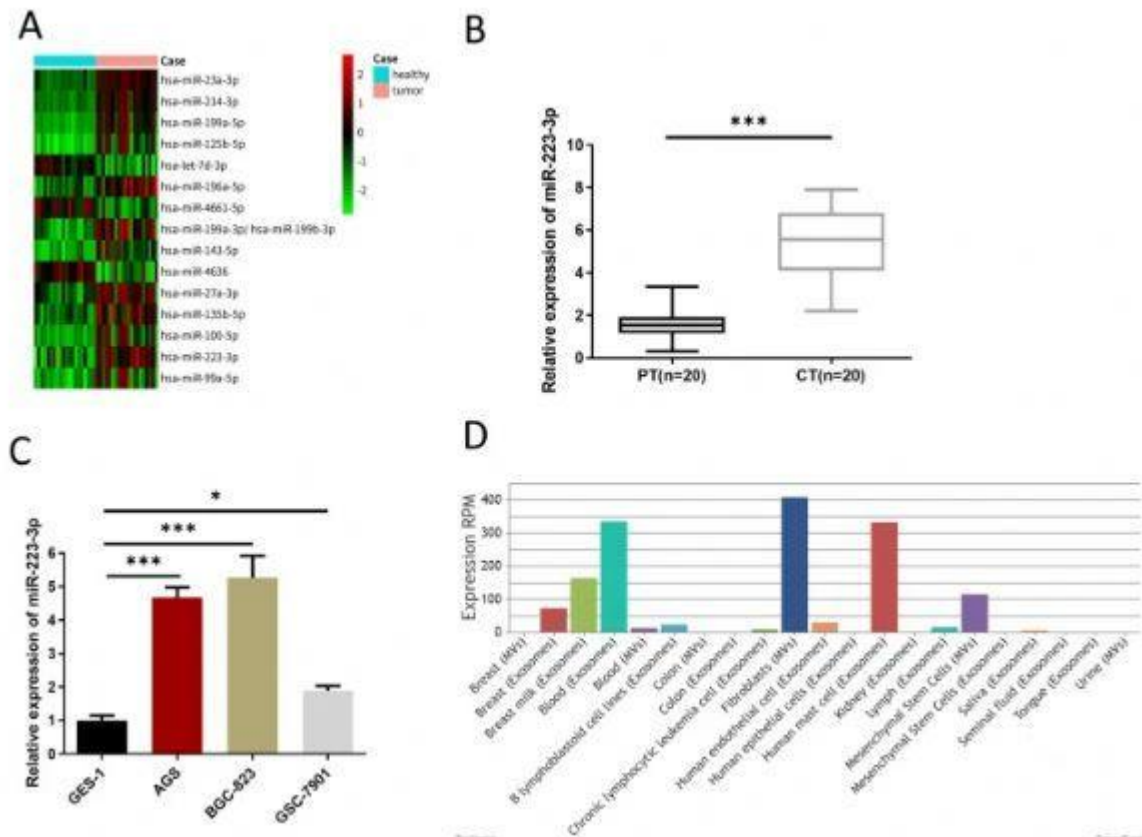 A
Case
hsa-miR-23a-3p
hsa-miR-214-3p
hsa-miR-199a-5p
hsa-miR-125b-5p
hsa-let-7d-3p
hsa-miR-196a-5p
hsa-miR-4661-5p
hsa-miR-199a-3p/ hsa-miR-199b-3p
hsa-miR-143-5p
hsa-miR-4636
hsa-miR-27a-3p
hsa-miR-135b-5p
hsa-miR-100-5p
hsa-miR-223-3p
hsa-miR-99a-5p
2
1
0
-1
-2
Case
healthy
tumor
B
Relative expression of miR-223-3p
10
8
6
4
2
0
***
PT(n=20)
CT(n=20)
C
Relative expression of miR-223-3p
6
5
4
3
2
1
0
*
***
***
GES-1
AGS
BGC-823
GSC-7901
D
Expression RPM
400
300
200
100
0
Breast (MVs)
Breast (Exosomes)
Breast milk (Exosomes)
Blood (Exosomes)
Blood (MVs)
B lymphoblastoid cell lines (Exosomes)
Colon (MVs)
Colon (Exosomes)
Chronic lymphocytic leukemia cell (Exosomes)
Fibroblasts (MVs)
Human endothelial cell (Exosomes)
Human epithelial cells (Exosomes)
Human mast cell (Exosomes)
Kidney (Exosomes)
Lymph (Exosomes)
Mesenchymal Stem Cells (MVs)
Mesenchymal Stem Cells (Exosomes)
Saliva (Exosomes)
Seminal fluid (Exosomes)
Tongue (Exosomes)
Urine (MVs)